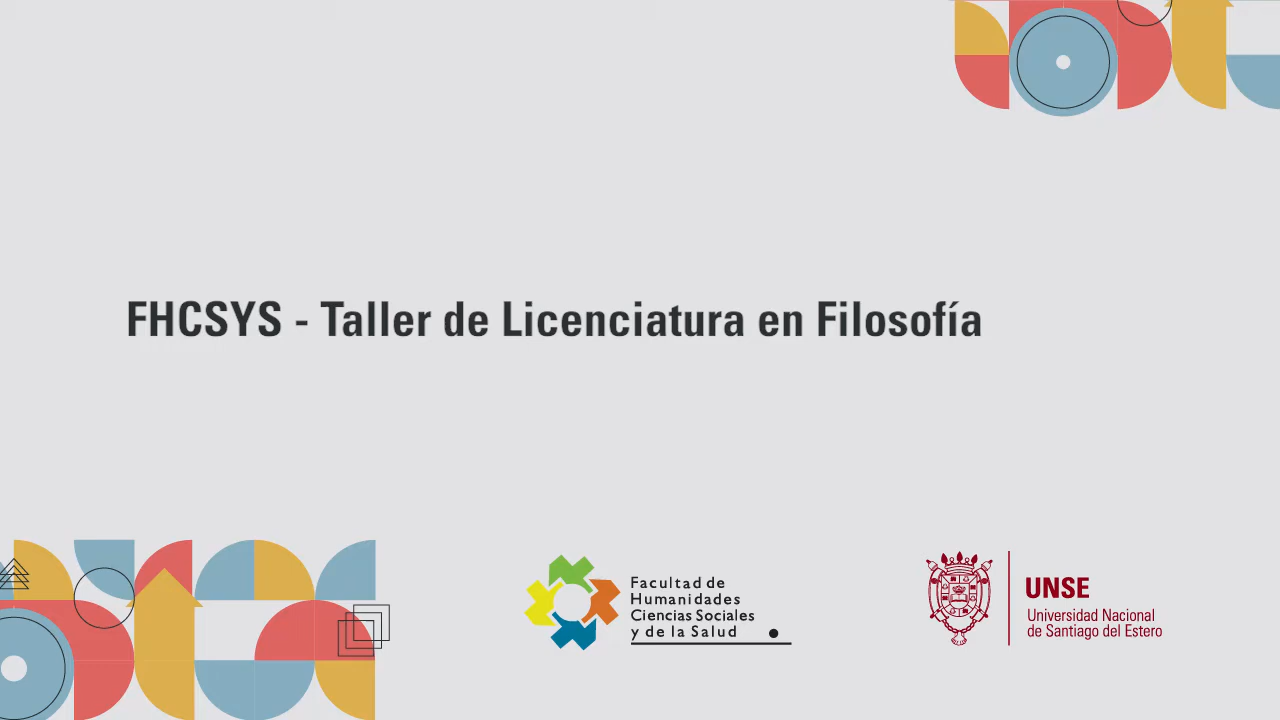 FHCSYS - Taller de Licenciatura en Filosofía
Facultad de
Humanidades
Ciencias Sociales
y de la Salud
UNSE
Universidad Nacional
de Santiago del Estero